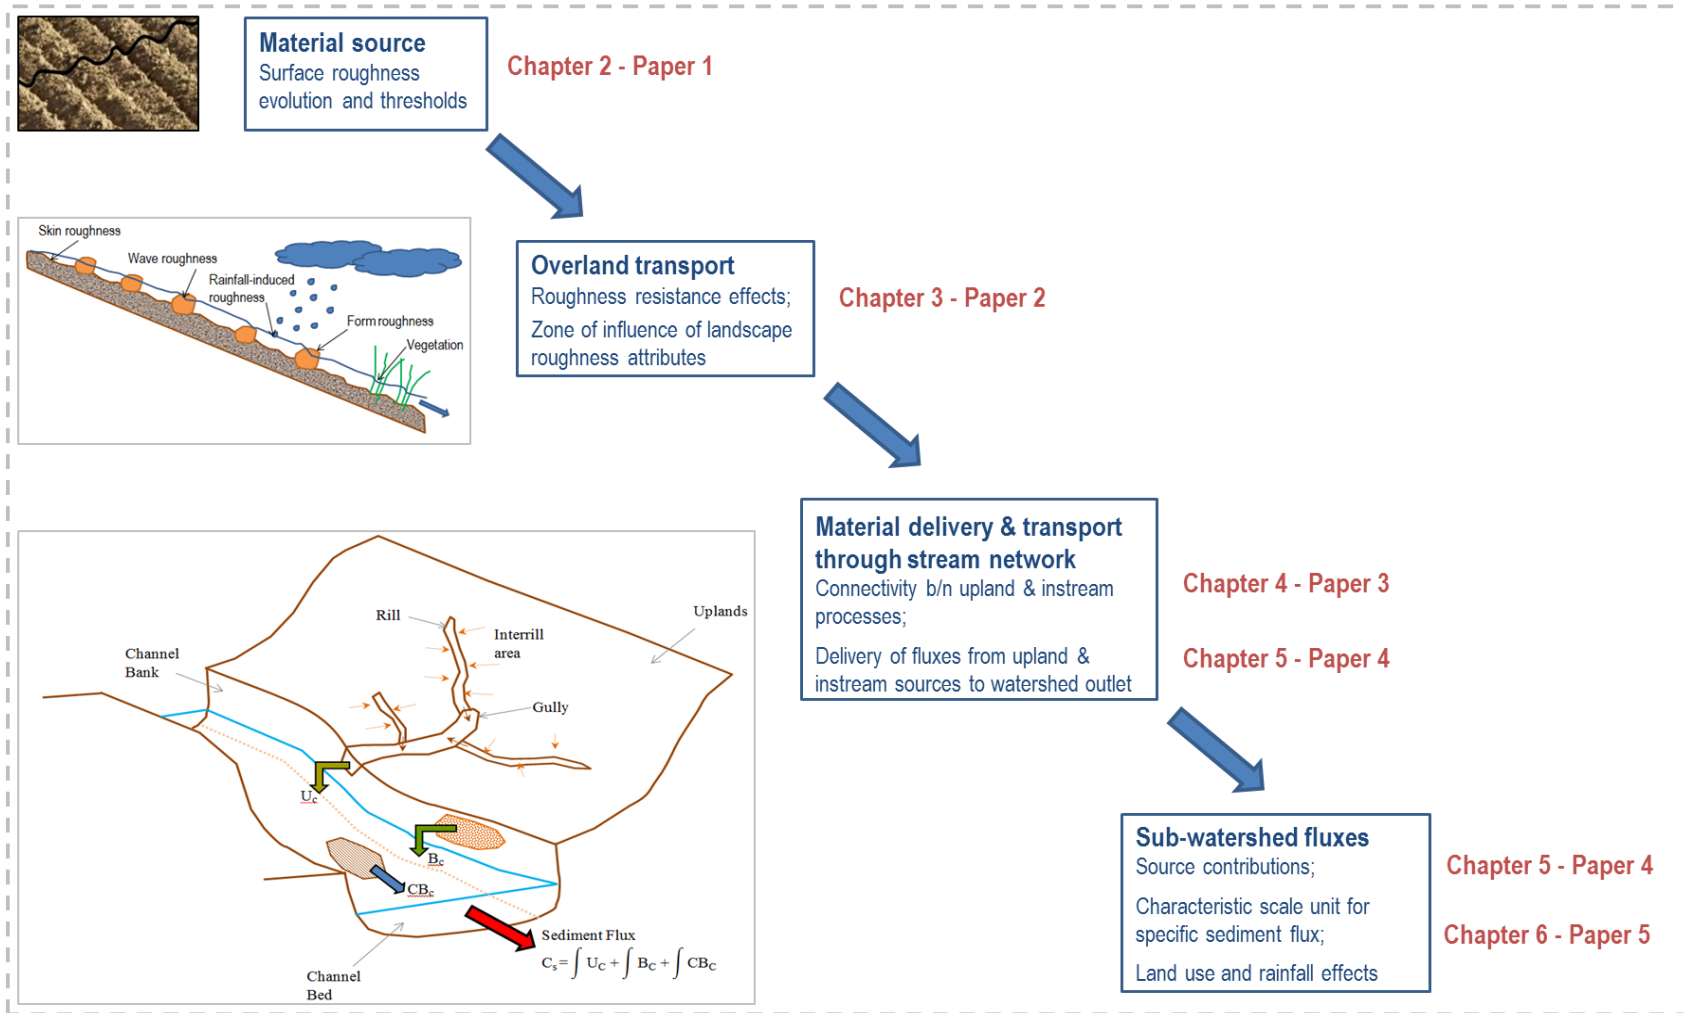 Material source
Surface roughness
evolution and thresholds
Chapter 2 - Paper 1
Skin roughness
Wave roughness
Rainfall-induced
roughness
Form roughness
Vegetation
Overland transport
Roughness resistance effects;
Zone of influence of landscape
roughness attributes
Chapter 3 - Paper 2
Material delivery & transport
through stream network
Connectivity b/n upland & instream
processes;
Delivery of fluxes from upland &
instream sources to watershed outlet
Chapter 4 - Paper 3
Chapter 5 - Paper 4
Rill
Interrill
area
Uplands
Channel
Bank
Gully
Uc
Bc
CBc
Sediment Flux
Cs = ∫ UC + ∫ BC + ∫ CBC
Channel
Bed
Sub-watershed fluxes
Source contributions;
Characteristic scale unit for
specific sediment flux;
Land use and rainfall effects
Chapter 5 - Paper 4
Chapter 6 - Paper 5